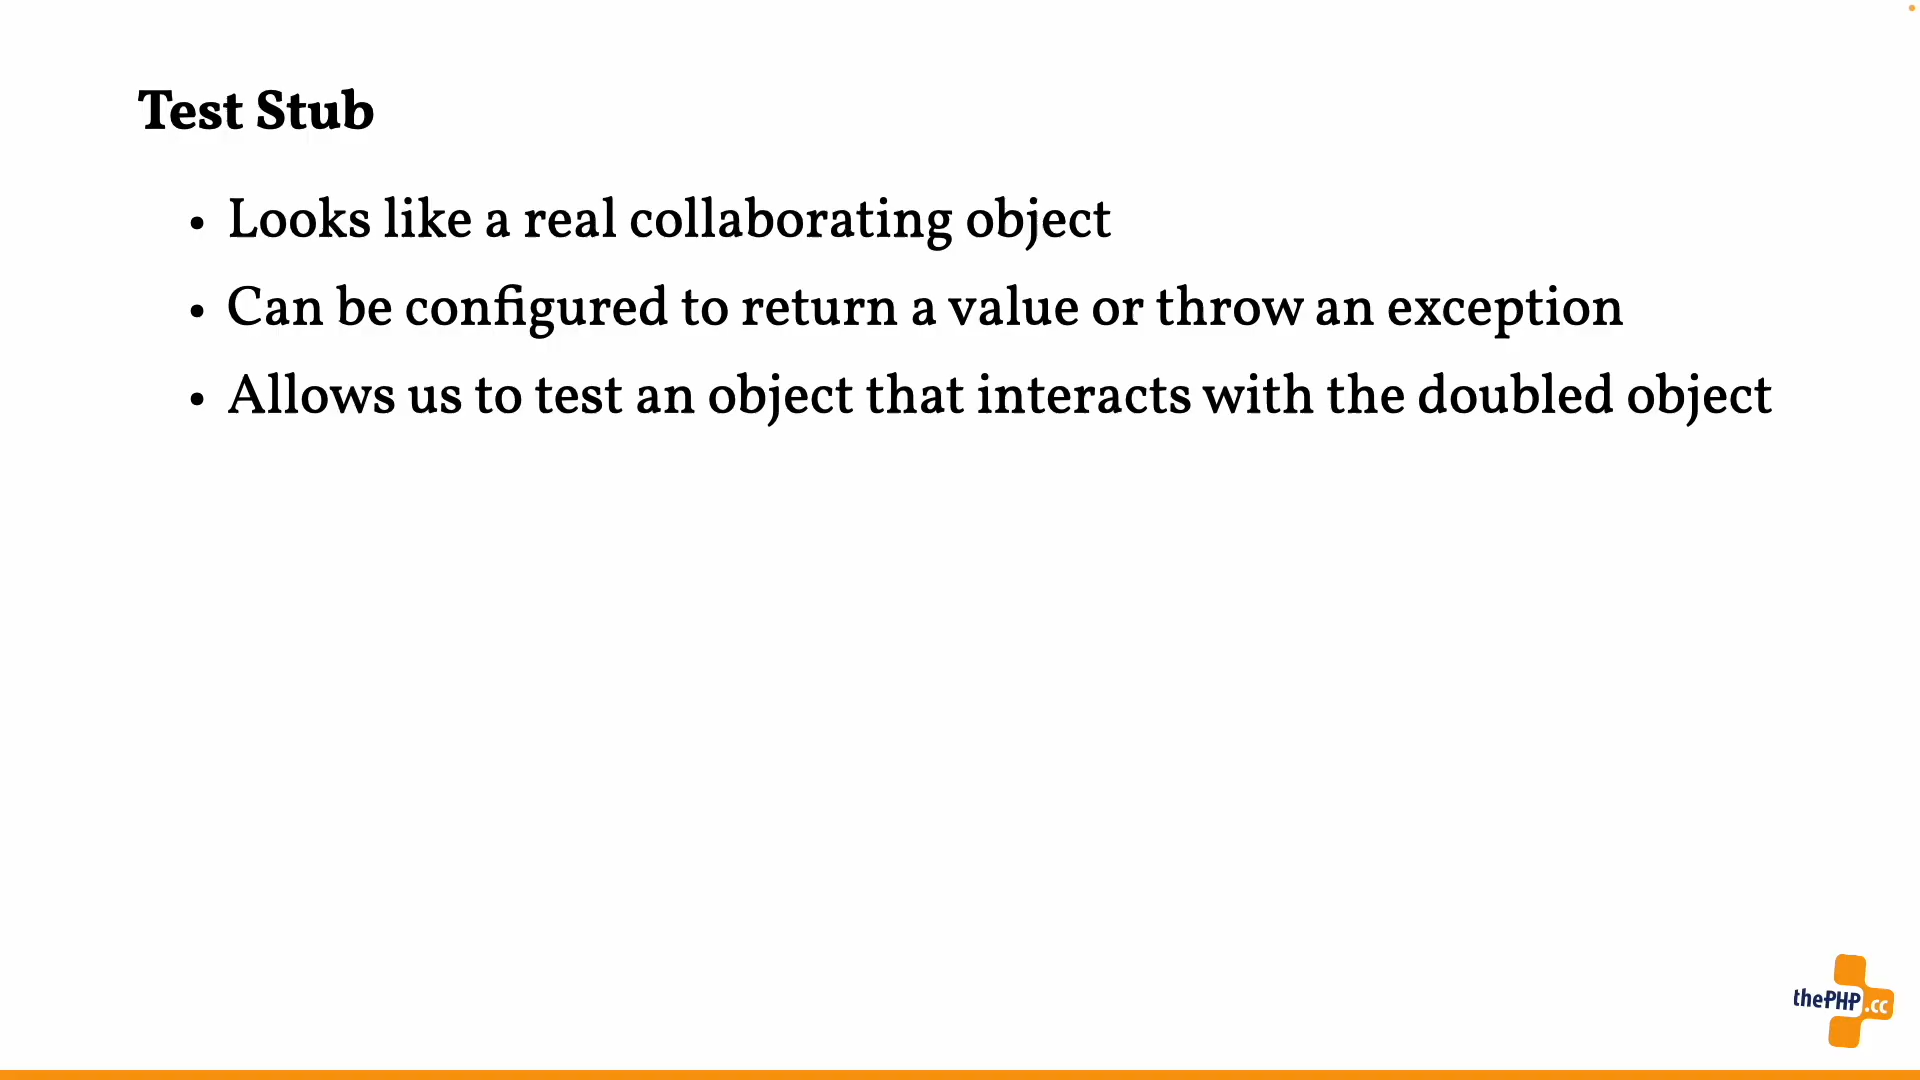 Test Stub
• Looks like a real collaborating object
• Can be configured to return a value or throw an exception
• Allows us to test an object that interacts with the doubled object
thePHP.cc